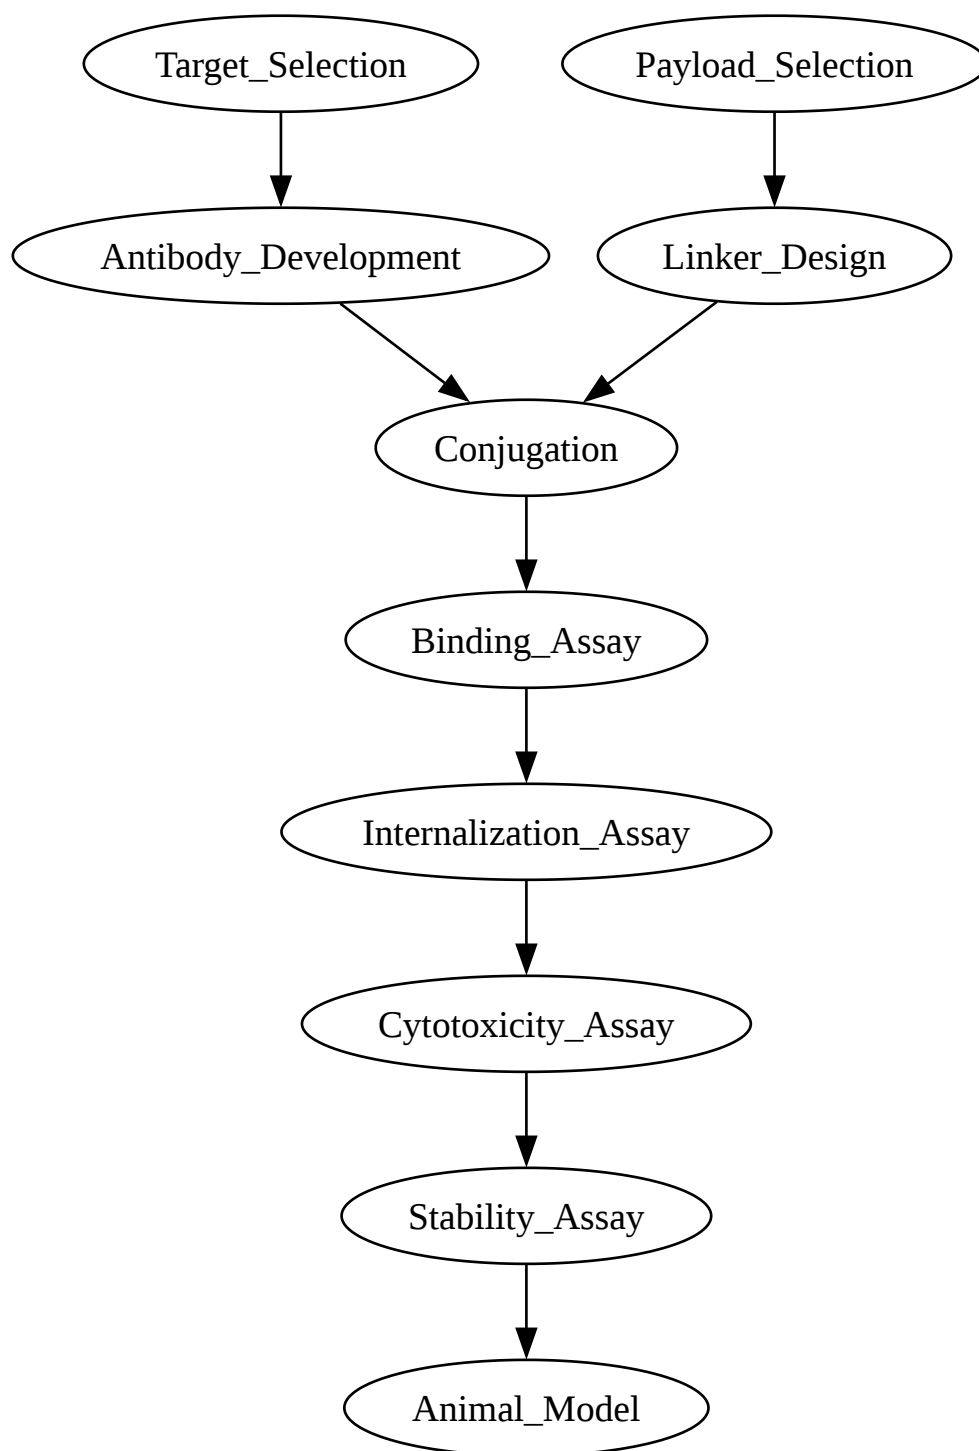 Target_Selection
Payload_Selection
Antibody_Development
Linker_Design
Conjugation
Binding_Assay
Internalization_Assay
Cytotoxicity_Assay
Stability_Assay
Animal_Model